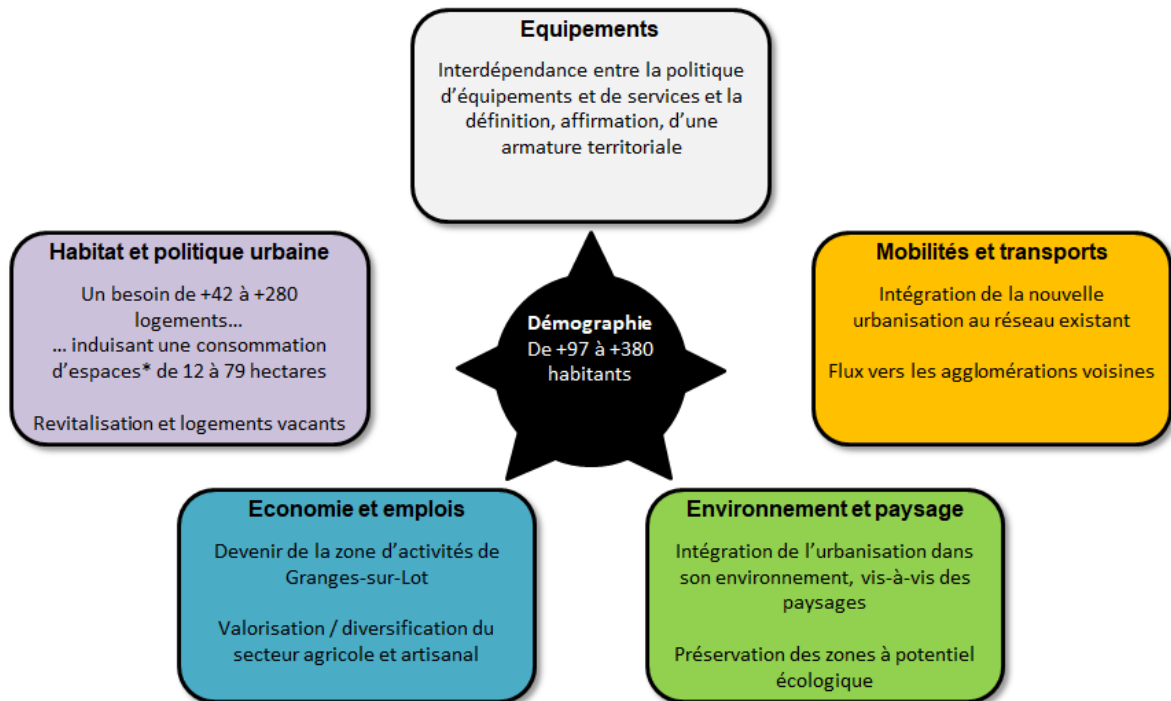 Equipements
Interdépendance entre la politique
d'équipements et de services et la
définition, affirmation, d'une
armature territoriale
Habitat et politique urbaine
Un besoin de +42 à +280
logements…
… induisant une consommation
d'espaces* de 12 à 79 hectares
Revitalisation et logements vacants
Démographie
De +97 à +380
habitants
Mobilités et transports
Intégration de la nouvelle
urbanisation au réseau existant
Flux vers les agglomérations voisines
Economie et emplois
Devenir de la zone d'activités de
Granges-sur-Lot
Valorisation / diversification du
secteur agricole et artisanal
Environnement et paysage
Intégration de l'urbanisation dans
son environnement, vis-à-vis des
paysages
Préservation des zones à potentiel
écologique